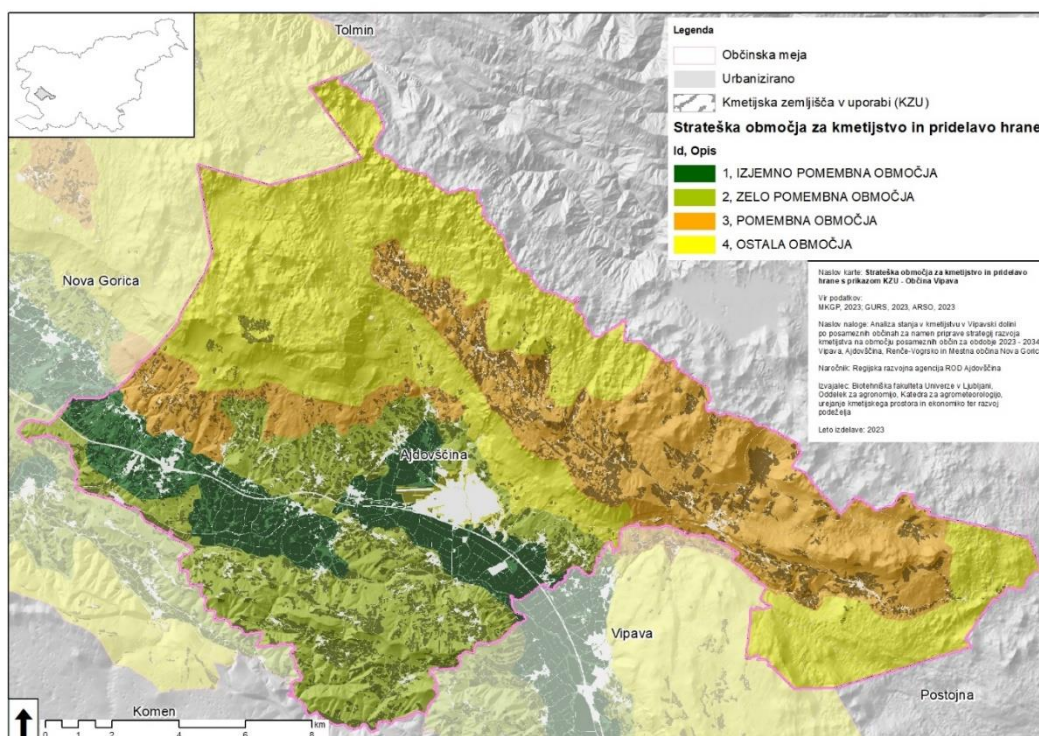 Tolmin
Nova Gorica
Ajdovščina
Vipava
Komen
Postojna
0 1 2 4 6 8
km
Legenda
Občinska meja
Urbanizirano
Kmetijska zemljišča v uporabi (KZU)
Strateška območja za kmetijstvo in pridelavo hrane
Id, Opis
1, IZJEMNO POMEMBNA OBMOČJA
2, ZELO POMEMBNA OBMOČJA
3, POMEMBNA OBMOČJA
4, OSTALA OBMOČJA
Naslov karte: Strateška območja za kmetijstvo in pridelavo
hrane s prikazom KZU - Občina Vipava
Vir podatkov:
MKGP, 2023; GURS, 2023, ARSO, 2023
Naslov naloge: Analiza stanja v kmetijstvu v Vipavski dolini
po posameznih občinah za namen priprave strategij razvoja
kmetijstva na območju posameznih občin za obdobje 2023 - 2034,
Vipava, Ajdovščina, Renče-Vogrsko in Mestna občina Nova Goric
Naročnik: Regijska razvojna agencija ROD Ajdovščina
Izvajalec: Biotehniška fakulteta Univerze v Ljubljani,
Oddelek za agronomijo, Katedra za agrometeorologijo,
urejanje kmetijskega prostora in ekonomiko ter razvoj
podeželja
Leto izdelave: 2023